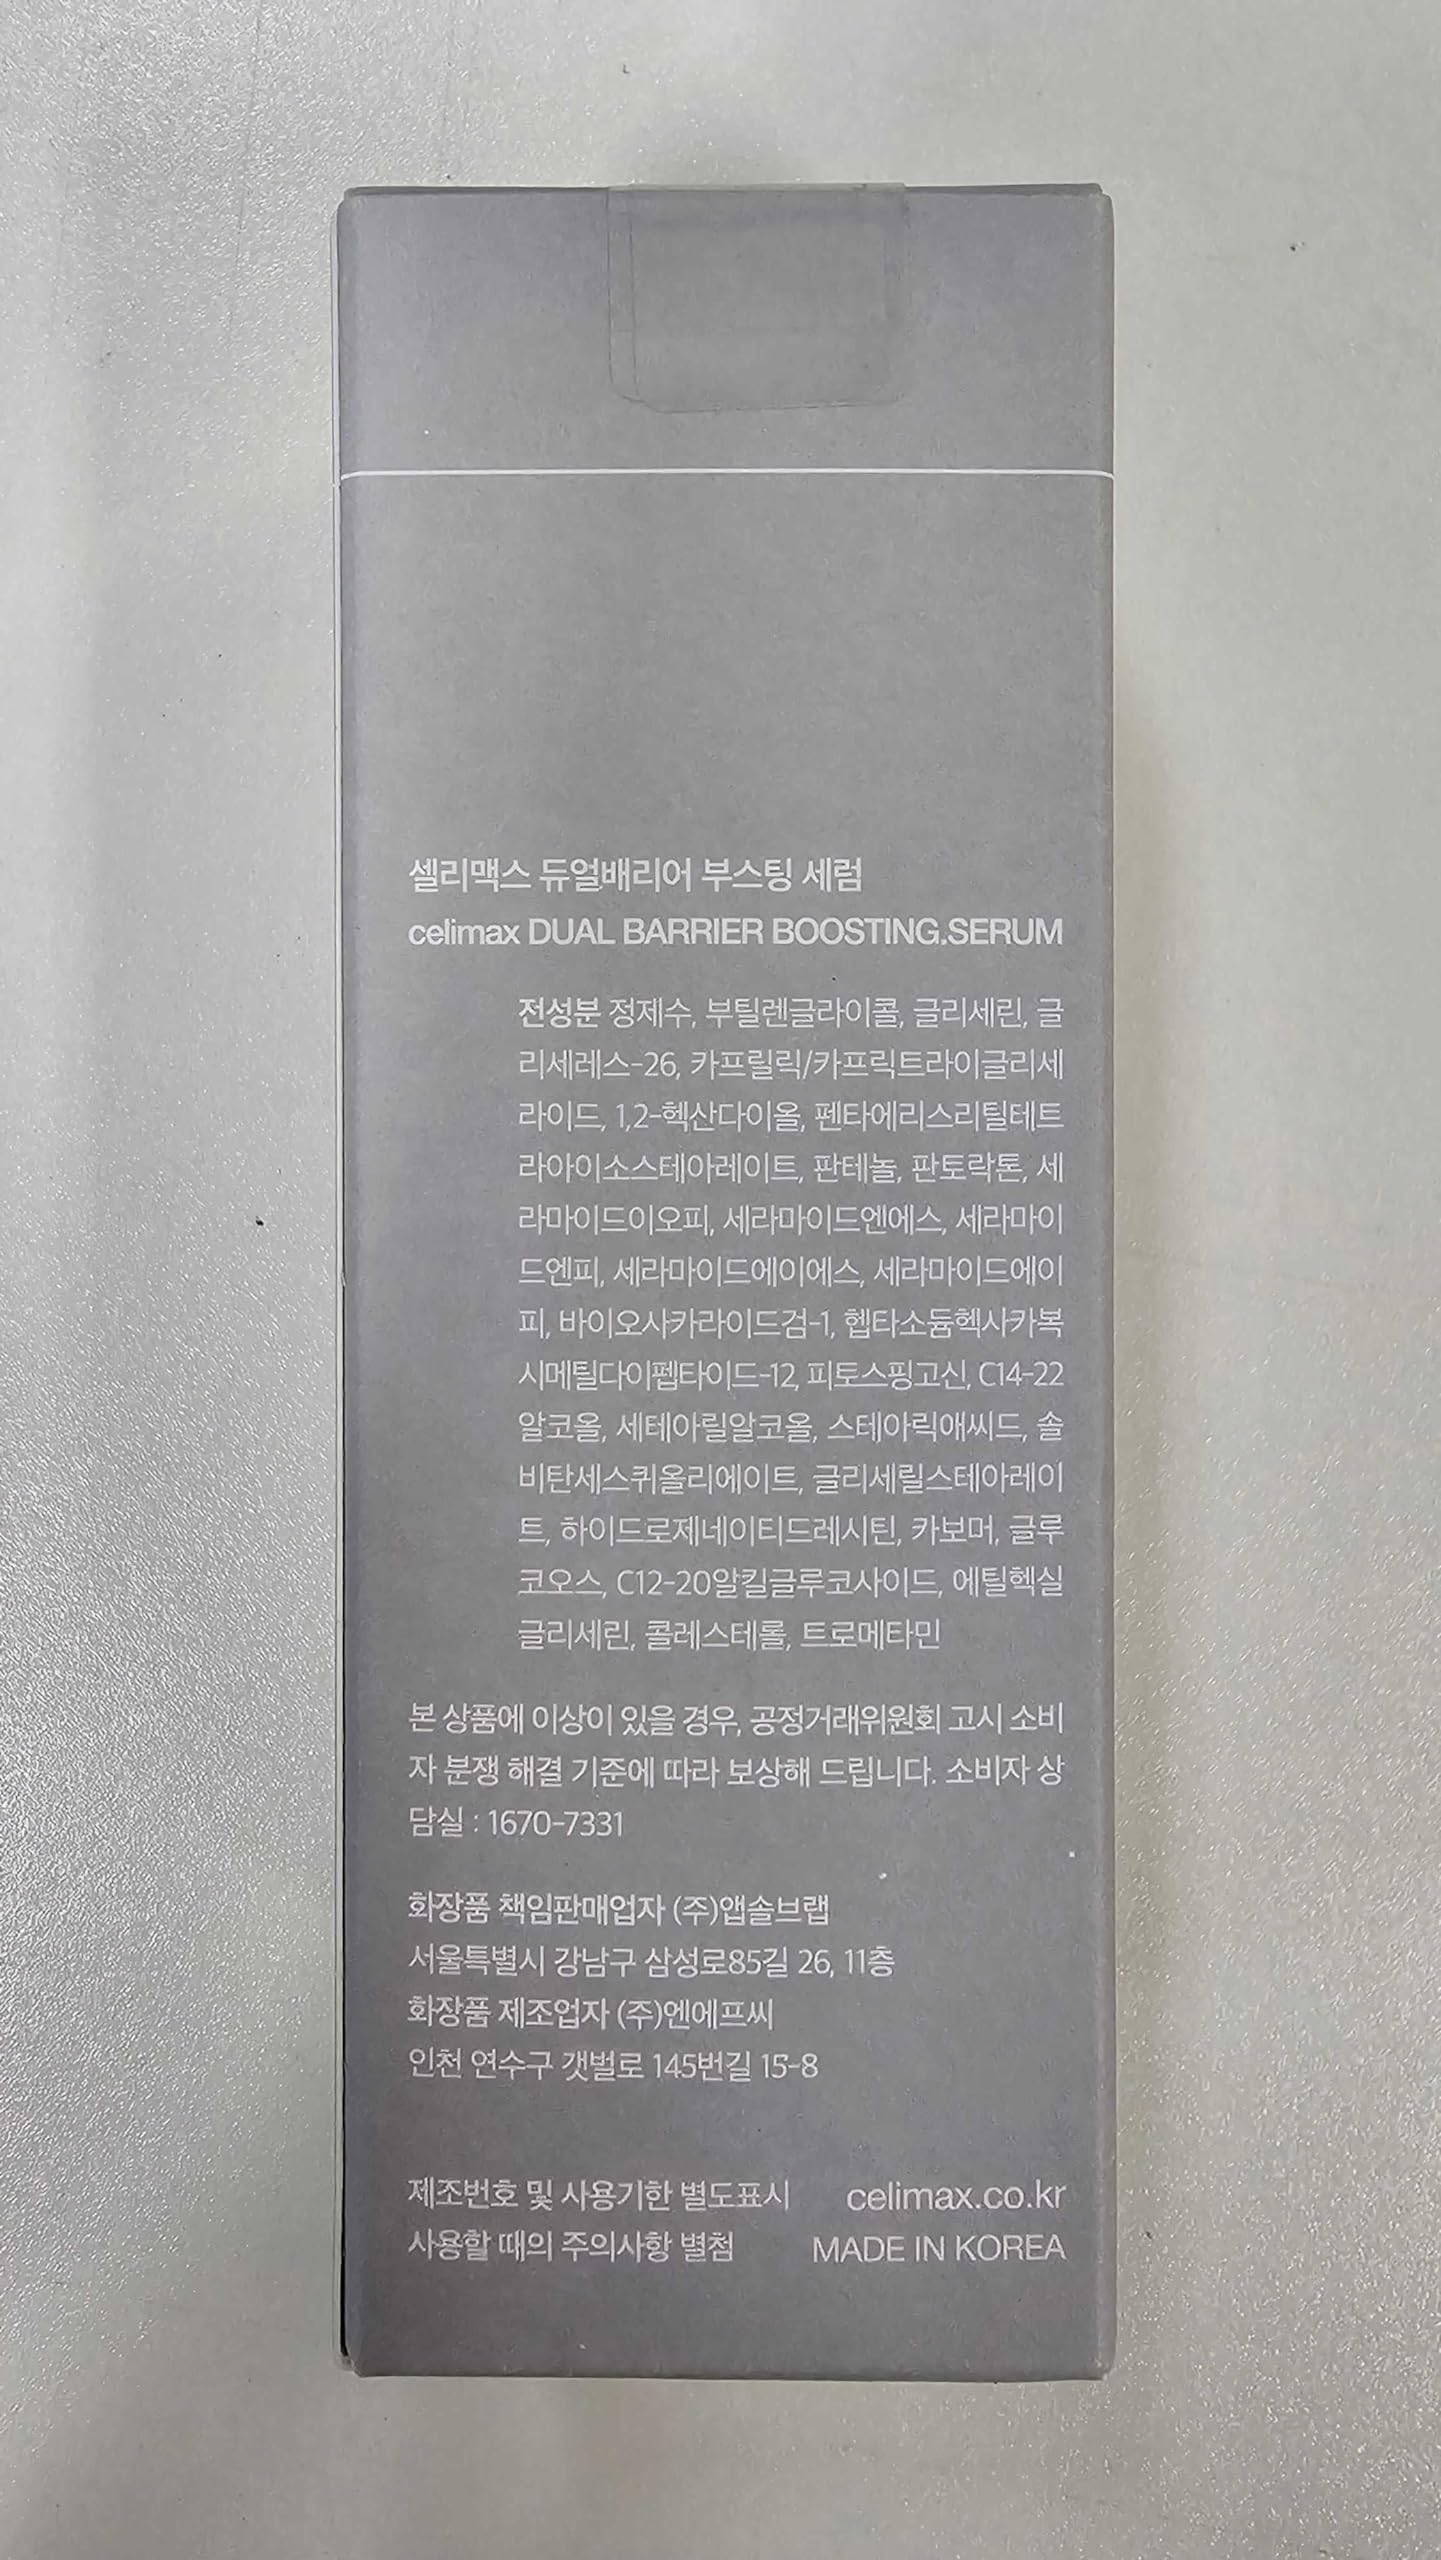 셀리맥스 듀얼배리어 부스팅 세럼
celimax DUAL BARRIER BOOSTING.SERUM
전성분 정제수, 부틸렌글라이콜, 글리세린, 글
리세레스-26, 카프릴릭/카프릭트라이글리세
라이드, 1,2-헥산다이올, 펜타에리스리틸테트
라아이소스테아레이트, 판테놀, 판토락톤, 세
라마이드이오피, 세라마이드엔에스, 세라마이
드엔피, 세라마이드에이에스, 세라마이드에이
피, 바이오사카라이드검-1, 헵타소듐헥사카복
시메틸다이펩타이드-12, 피토스핑고신, C14-22
알코올, 세테아릴알코올, 스테아릭애씨드, 솔
비탄세스퀴올리에이트, 글리세릴스테아레이
트, 하이드로제네이티드레시틴, 카보머, 글루
코오스, C12-20알킬글루코사이드, 에틸헥실
글리세린, 콜레스테롤, 트로메타민
본 상품에 이상이 있을 경우, 공정거래위원회 고시 소비
자 분쟁 해결 기준에 따라 보상해 드립니다. 소비자 상
담실 : 1670-7331
화장품 책임판매업자 (주)앱솔브랩
서울특별시 강남구 삼성로85길 26, 11층
화장품 제조업자 (주)엔에프씨
인천 연수구 갯벌로 145번길 15-8
제조번호 및 사용기한 별도표시 celimax.co.kr
사용할 때의 주의사항 별첨 MADE IN KOREA